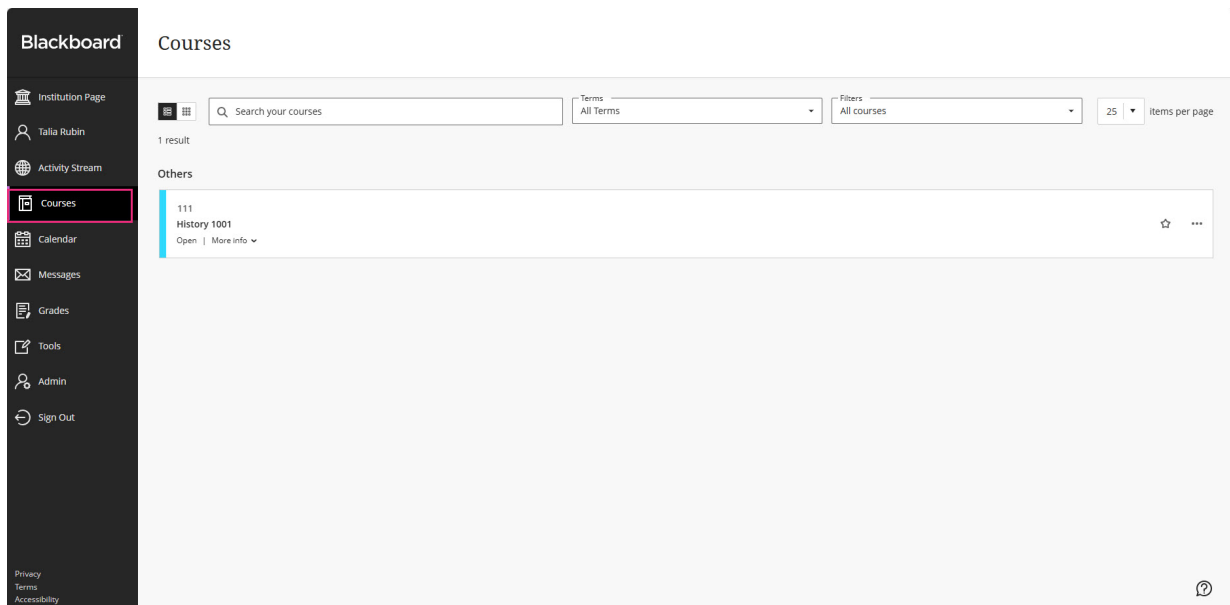 Blackboard
Institution Page
Talia Rubin
Activity Stream
Courses
Calendar
Messages
Grades
Tools
Admin
Sign Out
Privacy
Terms
Accessibility
Courses
Search your courses
Terms
All Terms
Filters
All courses
25 items per page
1 result
Others
111
History 1001
Open | More info